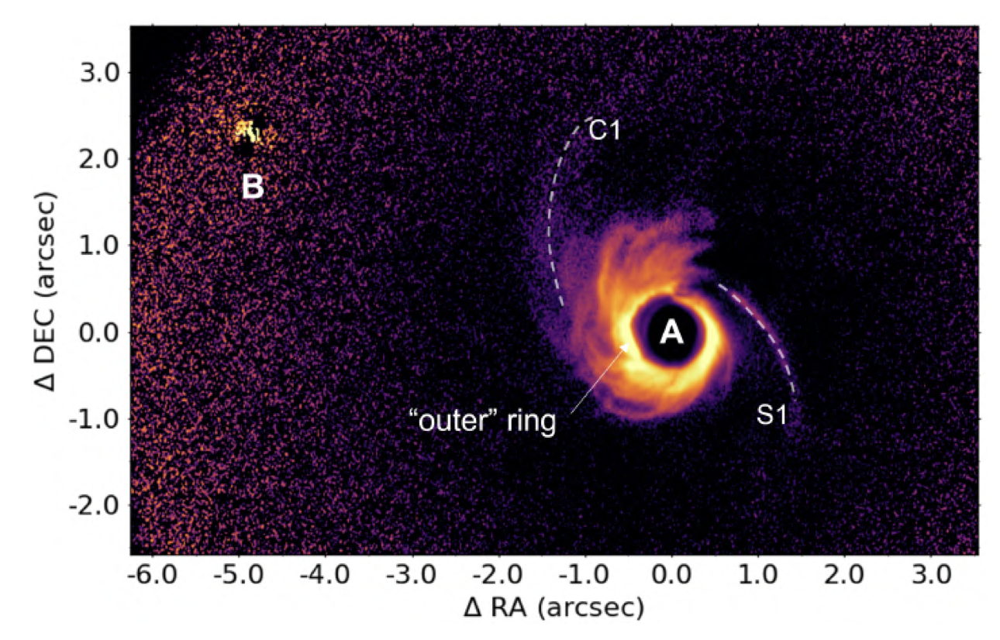 3.0
2.0
1.0
0.0
-1.0
-2.0
Δ DEC (arcsec)
C1
B
A
"outer" ring
S1
-6.0 -5.0 -4.0 -3.0 -2.0 -1.0 0.0 1.0 2.0 3.0
Δ RA (arcsec)